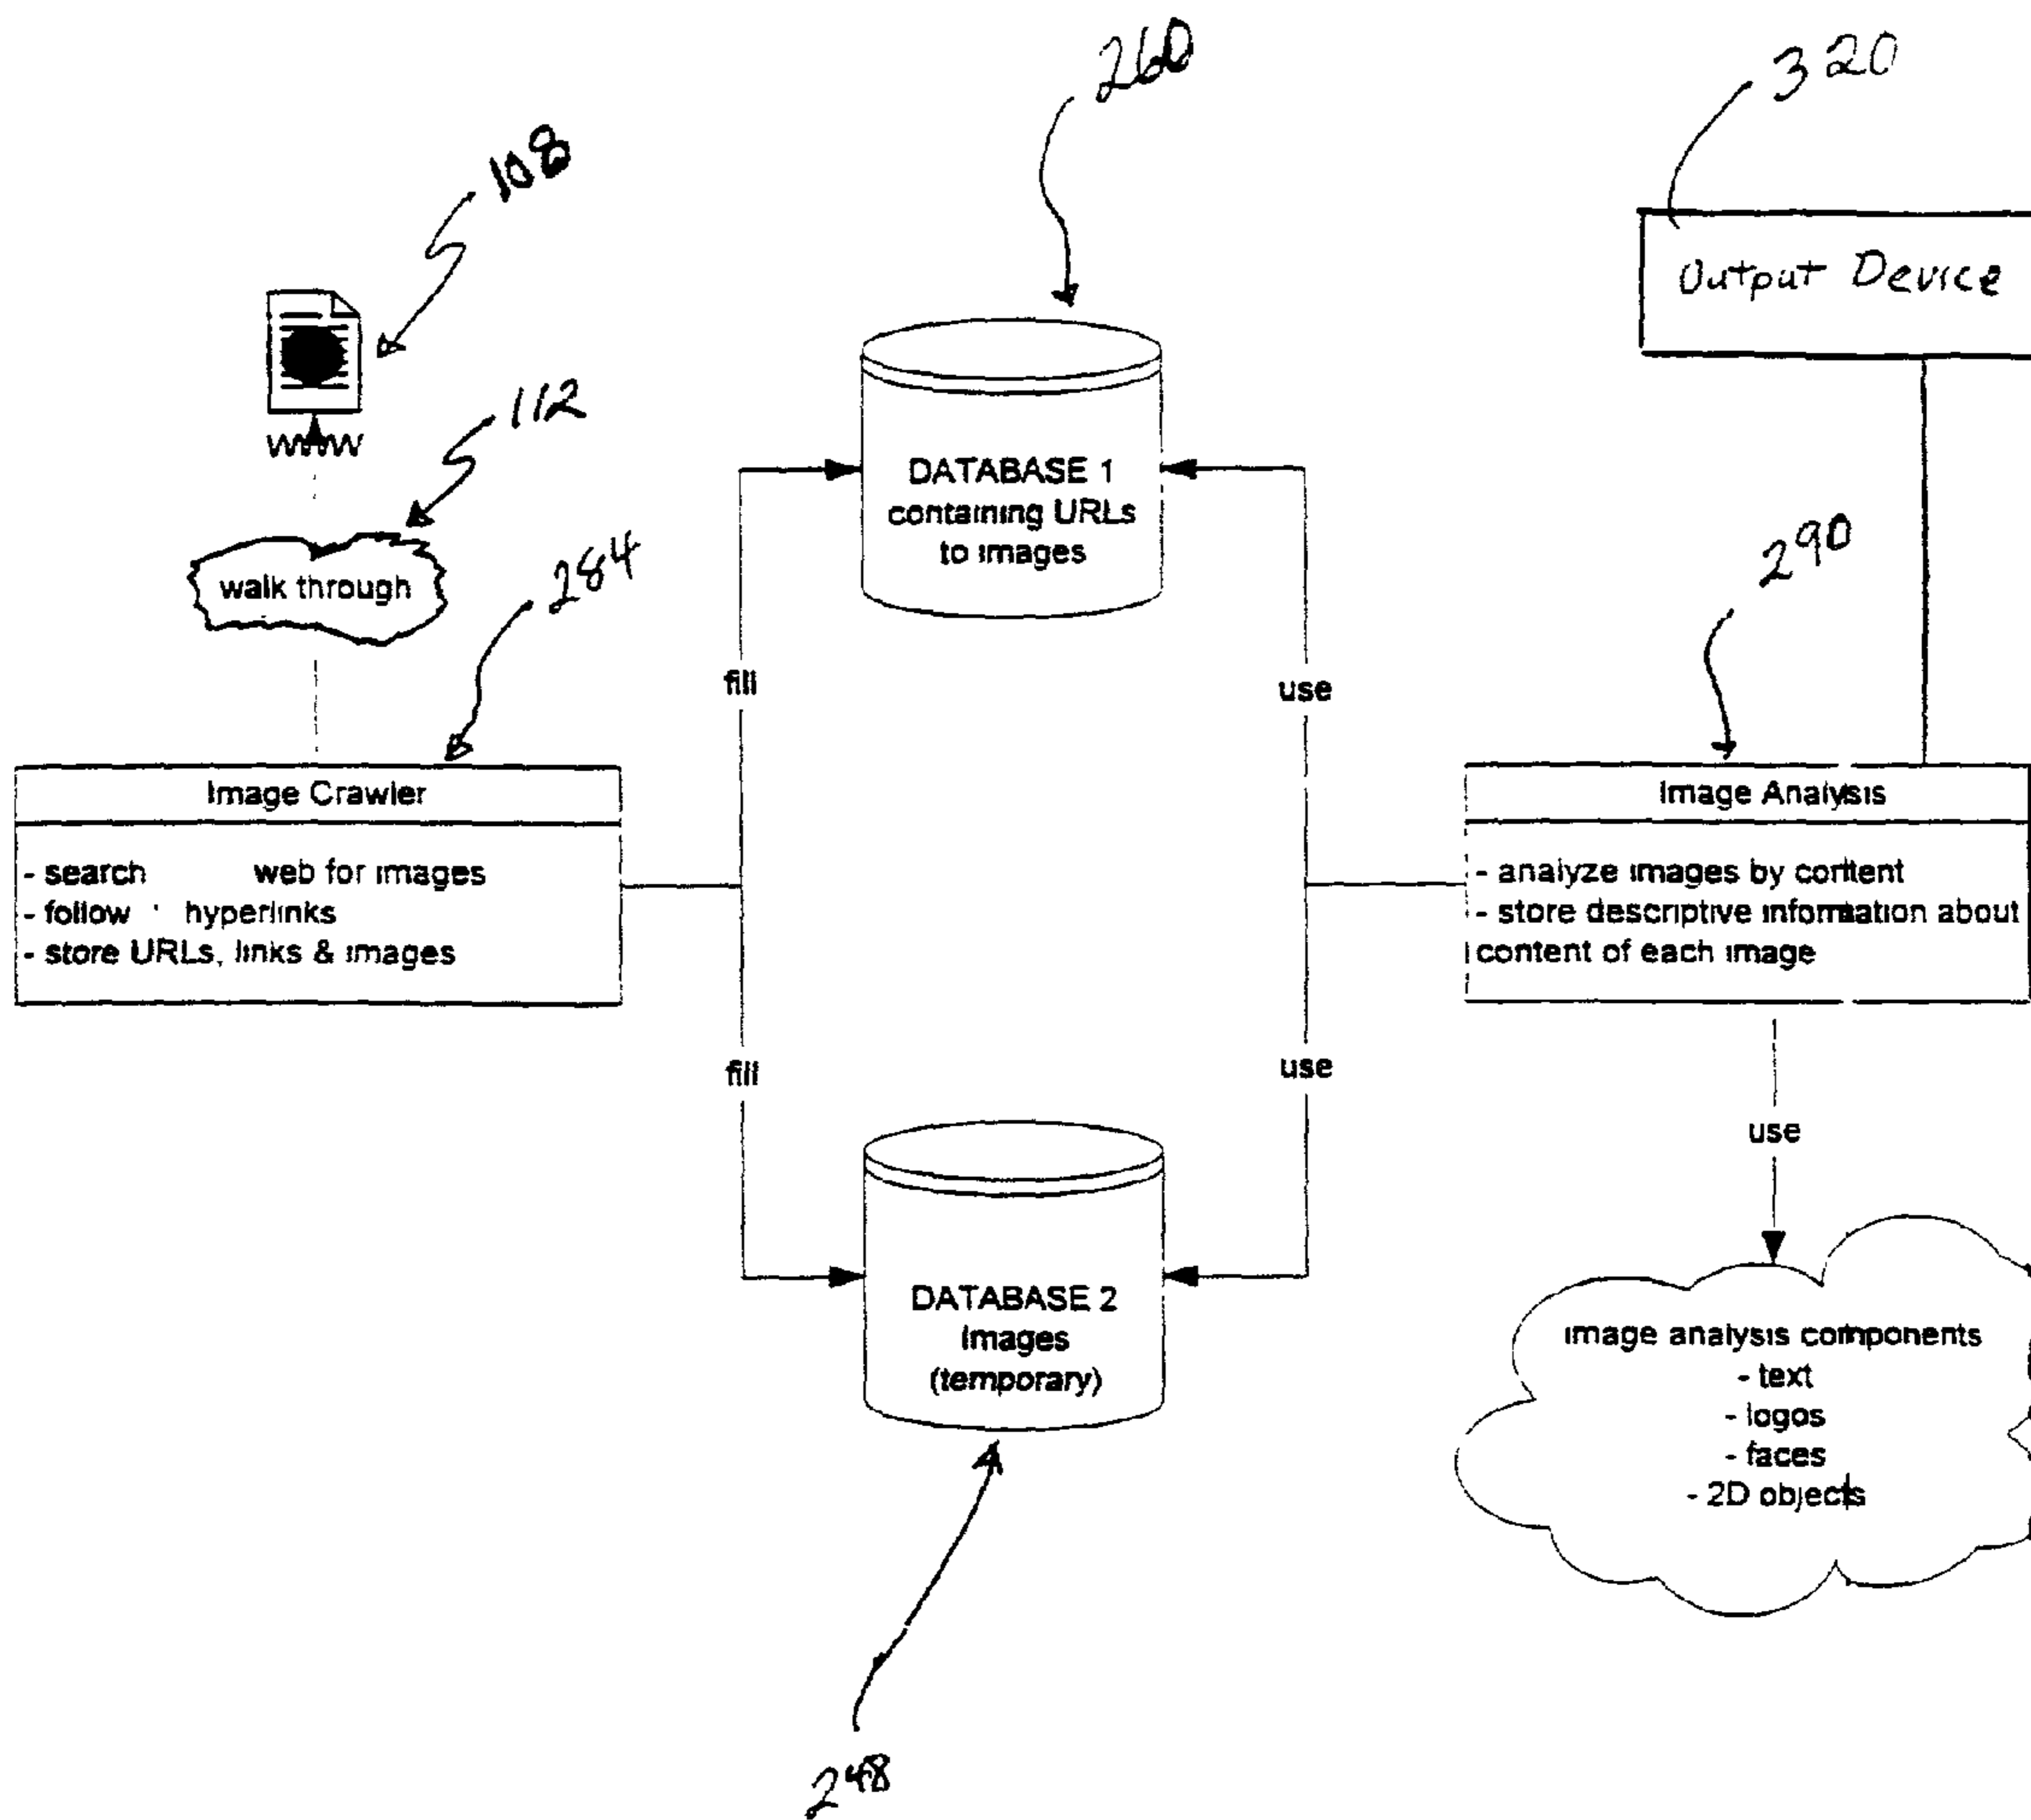 260
320
108
Output Device
112
WWW
DATABASE 1
containing URLs
to images
290
walk through
284
fill
use
Image Crawler
- search web for images
- follow hyperlinks
- store URLs, links & images
Image Analysis
- analyze images by content
- store descriptive information about
content of each image
fill
use
use
DATABASE 2
Images
(temporary)
image analysis components
- text
- logos
- faces
- 2D objects
248